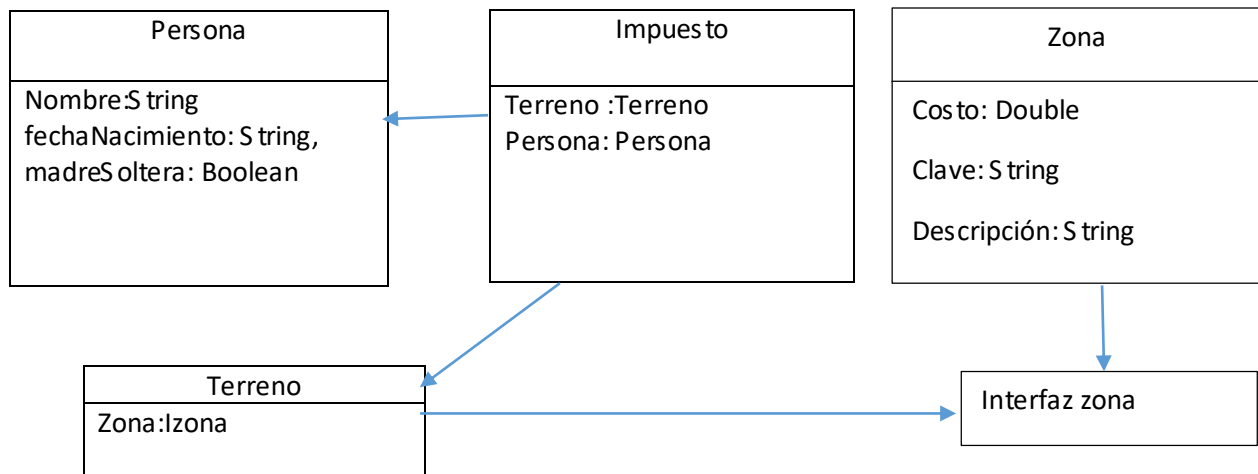 Persona
Nombre:String
fechaNacimiento: String,
madreSoltera: Boolean
Impuesto
Terreno :Terreno
Persona: Persona
Zona
Costo: Double
Clave: String
Descripción: String
Terreno
Zona:Izona
Interfaz zona